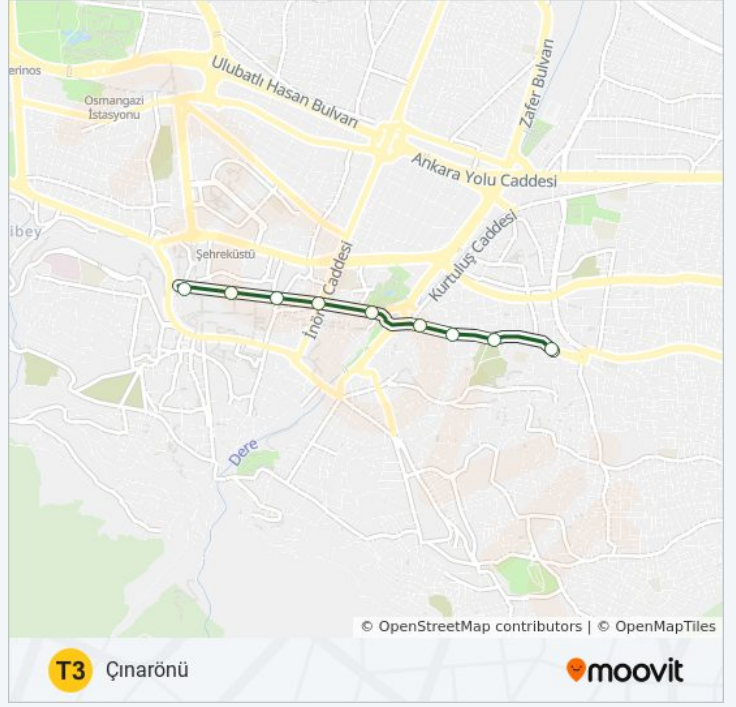 erinos
Ulubatlı Hasan Bulvarı
Zafer Bulvarı
Osmangazi
İstasyonu
Ankara Yolu Caddesi
ibey
Şehreküstü
İnön
Caddesi
Kurtuluş Caddesi
Dere
© OpenStreetMap contributors | © OpenMapTiles
T3 Çınarönü
moovit